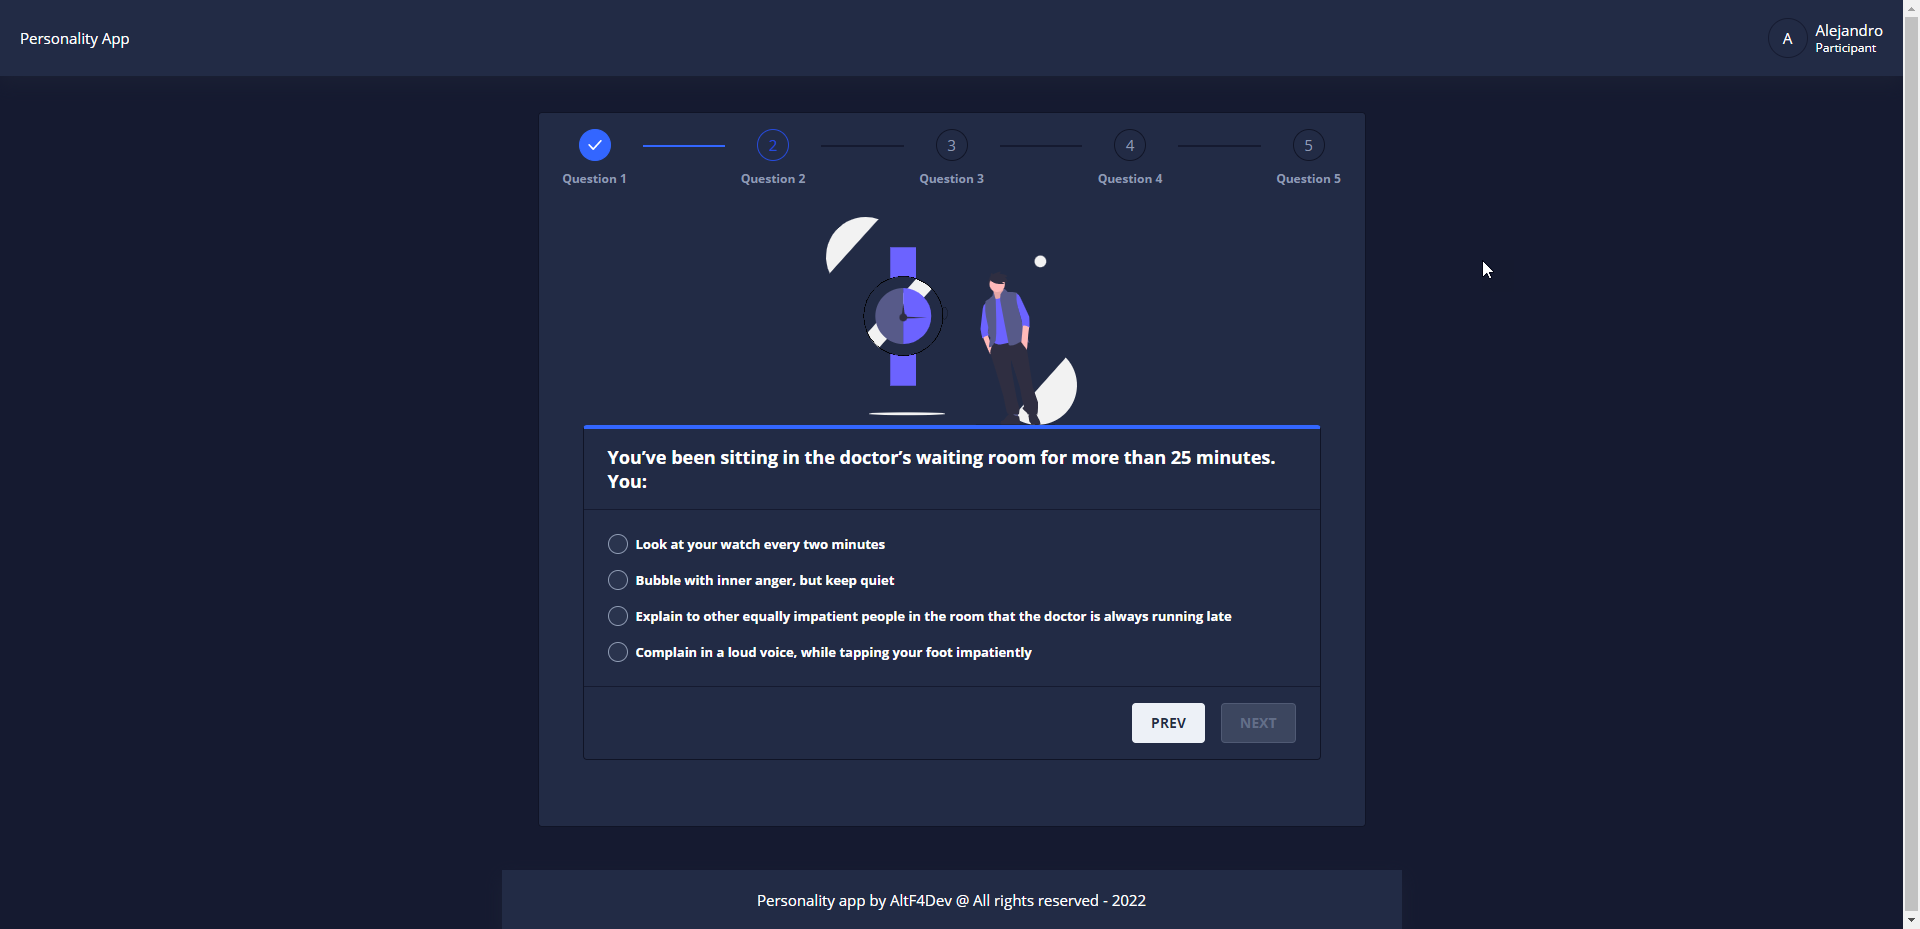 Personality App
A
Alejandro
Participant
2
3
4
5
Question 1
Question 2
Question 3
Question 4
Question 5
You’ve been sitting in the doctor’s waiting room for more than 25 minutes.
You:
Look at your watch every two minutes
Bubble with inner anger, but keep quiet
Explain to other equally impatient people in the room that the doctor is always running late
Complain in a loud voice, while tapping your foot impatiently
PREV
NEXT
Personality app by AltF4Dev @ All rights reserved - 2022